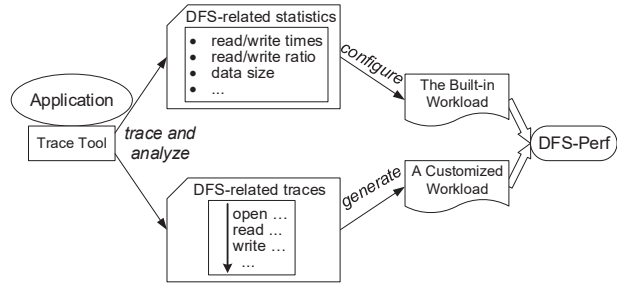 DFS-related statistics
• read/write times
• read/write ratio
• data size
• ...
configure
The Built-in
Workload
Application
Trace Tool
trace and
analyze
DFS-Perf
DFS-related traces
open ...
read ...
write ...
...
generate
A Customized
Workload